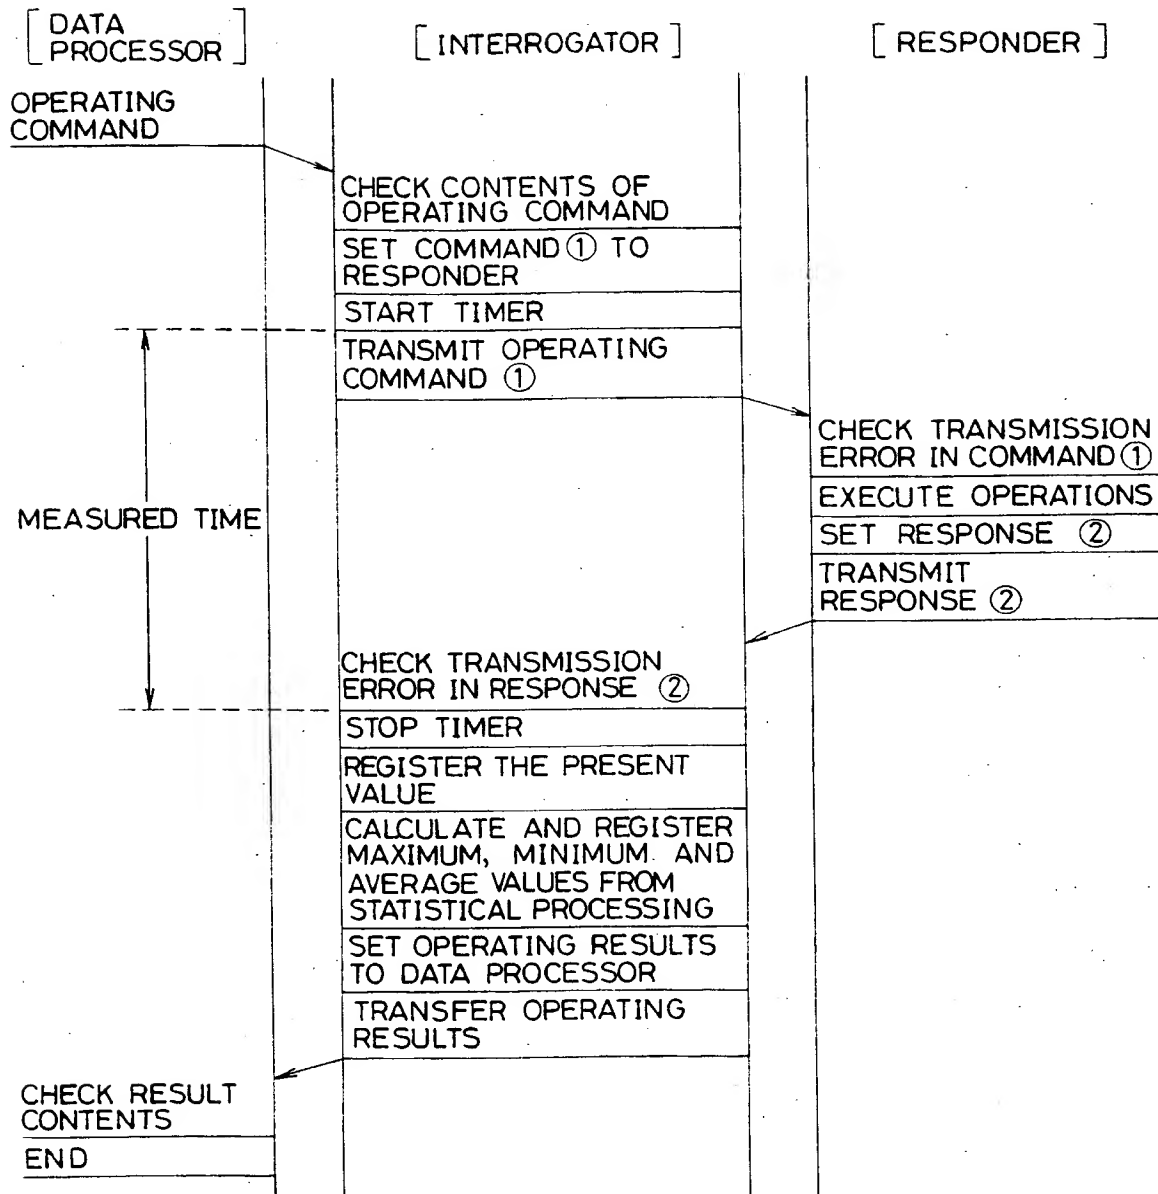 [DATA
PROCESSOR]
[INTERROGATOR]
[RESPONDER]
OPERATING
COMMAND
CHECK CONTENTS OF
OPERATING COMMAND
SET COMMAND ① TO
RESPONDER
START TIMER
TRANSMIT OPERATING
COMMAND ①
CHECK TRANSMISSION
ERROR IN COMMAND ①
EXECUTE OPERATIONS
SET RESPONSE ②
TRANSMIT
RESPONSE ②
MEASURED TIME
CHECK TRANSMISSION
ERROR IN RESPONSE ②
STOP TIMER
REGISTER THE PRESENT
VALUE
CALCULATE AND REGISTER
MAXIMUM, MINIMUM AND
AVERAGE VALUES FROM
STATISTICAL PROCESSING
SET OPERATING RESULTS
TO DATA PROCESSOR
TRANSFER OPERATING
RESULTS
CHECK RESULT
CONTENTS
END